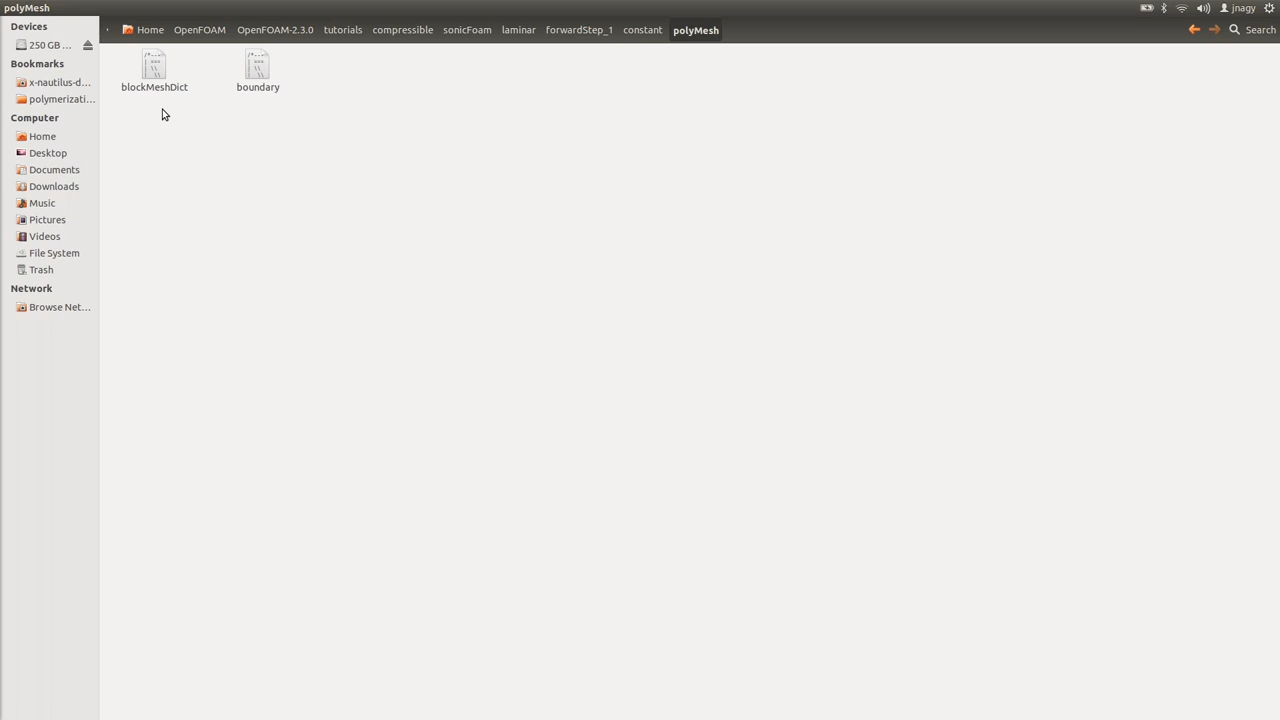 polyMesh
jnagy
Devices
250 GB ...
Bookmarks
x-nautilus-d...
polymerizati...
Computer
Home
Desktop
Documents
Downloads
Music
Pictures
Videos
File System
Trash
Network
Browse Net...
Home OpenFOAM OpenFOAM-2.3.0 tutorials compressible sonicFoam laminar forwardStep_1 constant polyMesh
Search
blockMeshDict
boundary